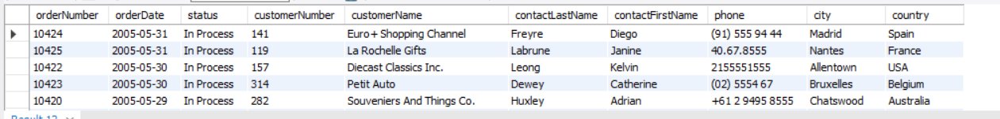 orderNumber orderDate status customerNumber customerName contactLastName contactFirstName phone city country
10424 2005-05-31 In Process 141 Euro+ Shopping Channel Freyre Diego (91) 555 94 44 Madrid Spain
10425 2005-05-31 In Process 119 La Rochelle Gifts Labrune Janine 40.67.8555 Nantes France
10422 2005-05-30 In Process 157 Diecast Classics Inc. Leong Kelvin 2155551555 Allentown USA
10423 2005-05-30 In Process 314 Petit Auto Dewey Catherine (02) 5554 67 Bruxelles Belgium
10420 2005-05-29 In Process 282 Souveniers And Things Co. Huxley Adrian +61 2 9495 8555 Chatswood Australia